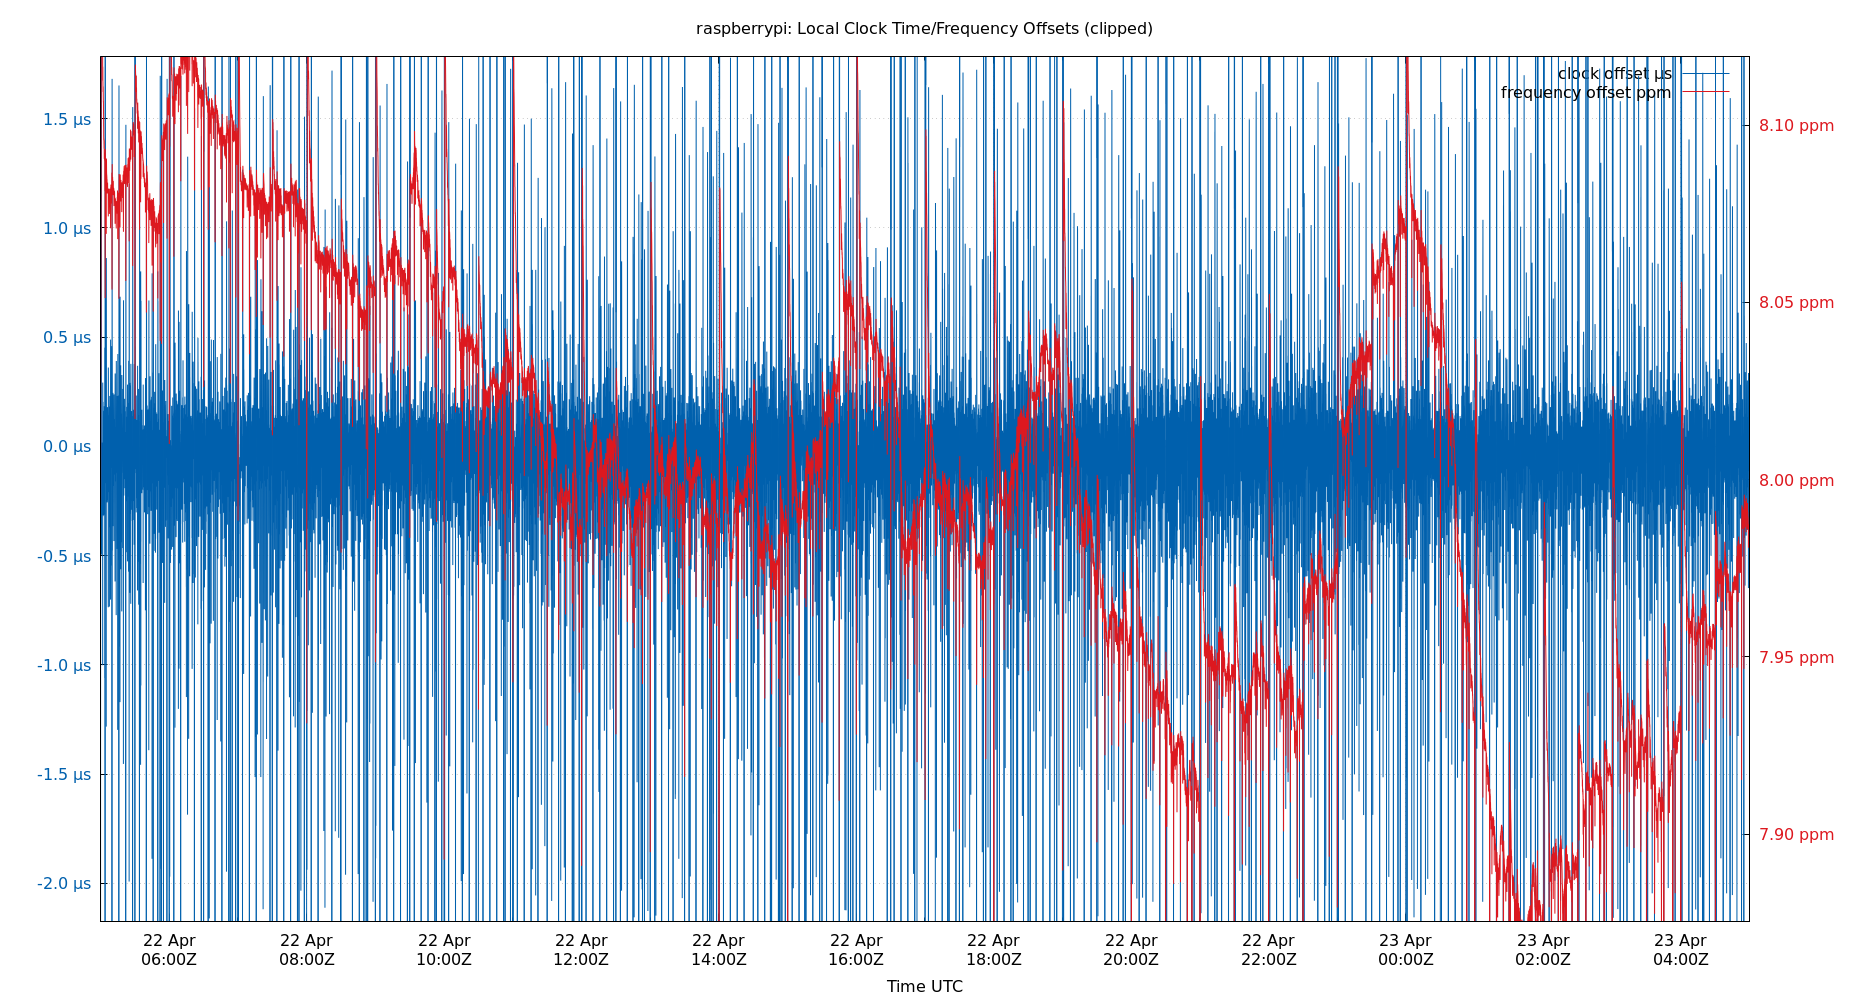 raspberrypi: Local Clock Time/Frequency Offsets (clipped)
clock offset µs
frequency offset ppm
1.5 µs
1.0 µs
0.5 µs
0.0 µs
-0.5 µs
-1.0 µs
-1.5 µs
-2.0 µs
8.10 ppm
8.05 ppm
8.00 ppm
7.95 ppm
7.90 ppm
22 Apr
06:00Z
22 Apr
08:00Z
22 Apr
10:00Z
22 Apr
12:00Z
22 Apr
14:00Z
22 Apr
16:00Z
22 Apr
18:00Z
22 Apr
20:00Z
22 Apr
22:00Z
23 Apr
00:00Z
23 Apr
02:00Z
23 Apr
04:00Z
Time UTC